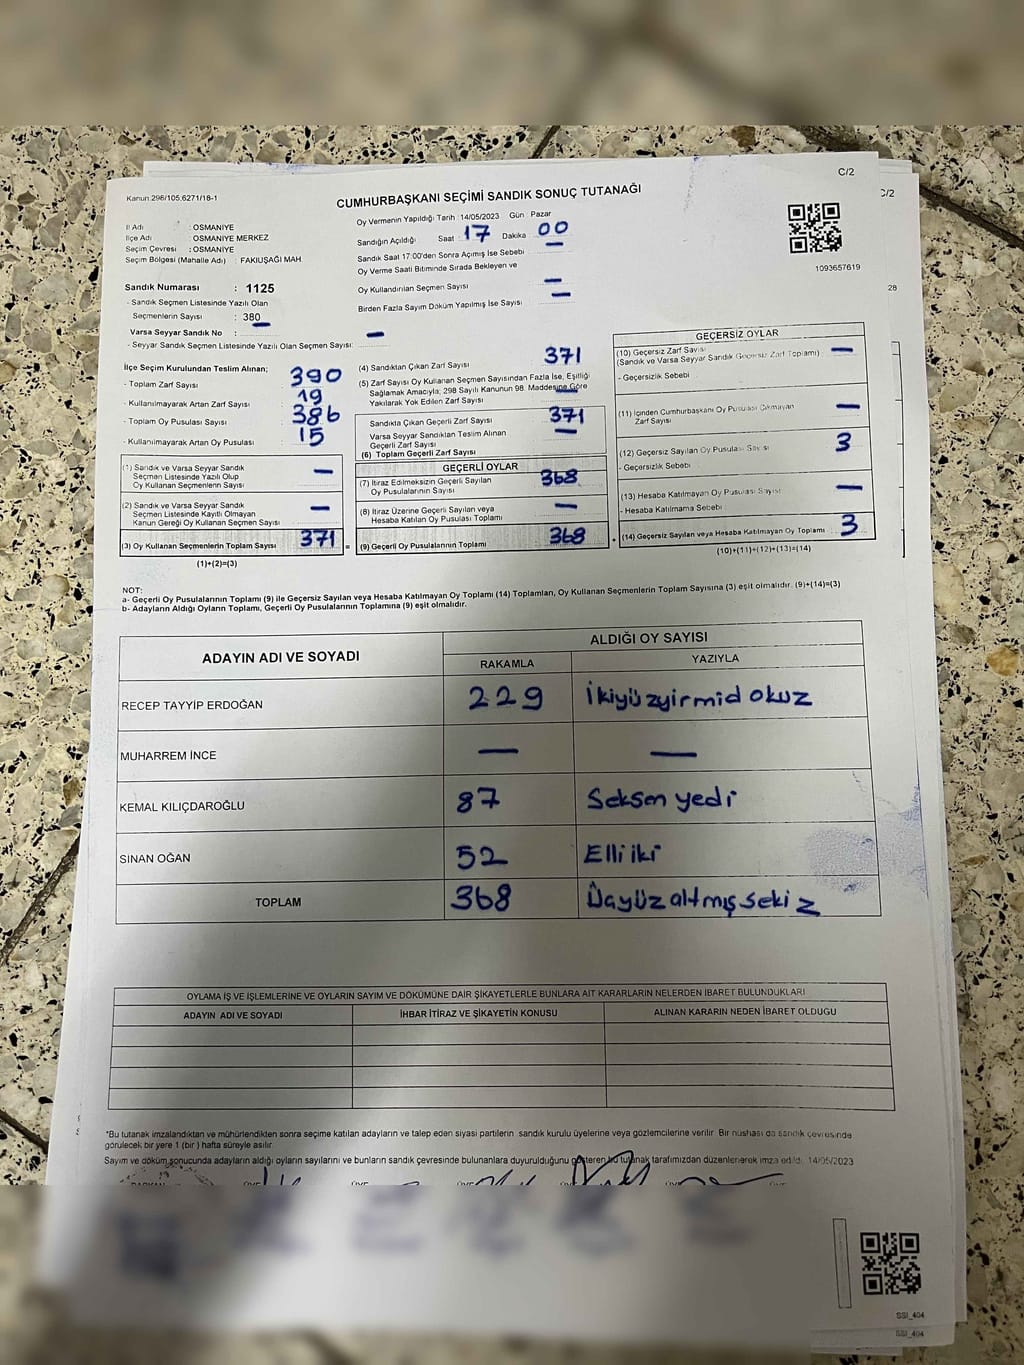 C/2
C/2
Kanun.296/105.6271/18-1
CUMHURBAŞKANI SEÇİMİ SANDIK SONUÇ TUTANAĞI
İl Adı : OSMANİYE
İlçe Adı : OSMANİYE MERKEZ
Seçim Çevresi : OSMANİYE
Seçim Bölgesi (Mahalle Adı) : FAKIUŞAĞI MAH.
Sandık Numarası : 1125
- Sandık Seçmen Listesinde Yazılı Olan
Seçmenlerin Sayısı : 380
Varsa Seyyar Sandık No : —
- Seyyar Sandık Seçmen Listesinde Yazılı Olan Seçmen Sayısı: —
Oy Vermenin Yapıldığı Tarih :14/05/2023 Gün Pazar
Sandığın Açıldığı Saat 17 Dakika 00
Sandık Saat 17:00'den Sonra Açımış İse Sebebi —
Oy Verme Saati Bitiminde Sırada Bekleyen ve
Oy Kullandırılan Seçmen Sayısı —
Birden Fazla Sayım Döküm Yapılmış İse Sayısı —
1093657619
28
İlçe Seçim Kurulundan Teslim Alınan;
- Toplam Zarf Sayısı 390
- Kullanılmayarak Artan Zarf Sayısı 19
- Toplam Oy Pusulası Sayısı 386
- Kullanılmayarak Artan Oy Pusulası : 15
(1) Sandık ve Varsa Seyyar Sandık
Seçmen Listesinde Yazılı Olup
Oy Kullanan Seçmenlerin Sayısı —
(2) Sandık ve Varsa Seyyar Sandık
Seçmen Listesinde Kayıtlı Olmayan
Kanun Gereği Oy Kullanan Seçmen Sayısı —
(3) Oy Kullanan Seçmenlerin Toplam Sayısı 371 =
(1)+(2)=(3)
(4) Sandıktan Çıkan Zarf Sayısı 371
(5) Zarf Sayısı Oy Kullanan Seçmen Sayısından Fazla İse, Eşitliği
Sağlamak Amacıyla; 298 Sayılı Kanunun 98. Maddesine Göre
Yakılarak Yok Edilen Zarf Sayısı —
Sandıkta Çıkan Geçerli Zarf Sayısı 371
Varsa Seyyar Sandıktan Teslim Alınan
Geçerli Zarf Sayısı —
(6) Toplam Geçerli Zarf Sayısı
GEÇERLİ OYLAR
(7) İtiraz Edilmeksizin Geçerli Sayılan
Oy Pusulalarının Sayısı 368
(8) İtiraz Üzerine Geçerli Sayılan veya
Hesaba Katılan Oy Pusulası Toplamı —
(9) Geçerli Oy Pusulalarının Toplamı 368
GEÇERSİZ OYLAR
(10) Geçersiz Zarf Sayısı
(Sandık ve Varsa Seyyar Sandık Geçersiz Zarf Toplamı) —
- Geçersizlik Sebebi
(11) İçinden Cumhurbaşkanı Oy Pusulası Çıkmayan
Zarf Sayısı —
(12) Geçersiz Sayılan Oy Pusulası Sayısı 3
- Geçersizlik Sebebi
(13) Hesaba Katılmayan Oy Pusulası Sayısı —
- Hesaba Katılmama Sebebi
(14) Geçersiz Sayılan veya Hesaba Katılmayan Oy Toplamı 3
(10)+(11)+(12)+(13)=(14)
NOT:
a- Geçerli Oy Pusulalarının Toplamı (9) ile Geçersiz Sayılan veya Hesaba Katılmayan Oy Toplamı (14) Toplamları, Oy Kullanan Seçmenlerin Toplam Sayısına (3) eşit olmalıdır. (9)+(14)=(3)
b- Adayların Aldığı Oyların Toplamı, Geçerli Oy Pusulalarının Toplamına (9) eşit olmalıdır.
ADAYIN ADI VE SOYADI
ALDIĞI OY SAYISI
RAKAMLA YAZIYLA
RECEP TAYYİP ERDOĞAN 229 İkiyüzyirmidokuz
MUHARREM İNCE — —
KEMAL KILIÇDAROĞLU 87 Seksen yedi
SİNAN OĞAN 52 Elli iki
TOPLAM 368 Üçyüz altmış sekiz
OYLAMA İŞ VE İŞLEMLERİNE VE OYLARIN SAYIM VE DÖKÜMÜNE DAİR ŞİKAYETLERLE BUNLARA AİT KARARLARIN NELERDEN İBARET BULUNDUKLARI
ADAYIN ADI VE SOYADI İHBAR İTİRAZ VE ŞİKAYETİN KONUSU ALINAN KARARIN NEDEN İBARET OLDUĞU
*Bu tutanak imzalandıktan ve mühürlendikten sonra seçime katılan adayların ve talep eden siyasi partilerin sandık kurulu üyelerine veya gözlemcilerine verilir. Bir nüshası da sandık çevresinde
görülecek bir yere 1 (bir ) hafta süreyle asılır.
Sayım ve döküm sonucunda adayların aldığı oyların sayılarını ve bunların sandık çevresinde bulunanlara duyurulduğunu gösteren bu tutanak tarafımızdan düzenlenerek imza edildi. 14/05/2023
SSI_404
SSI_404